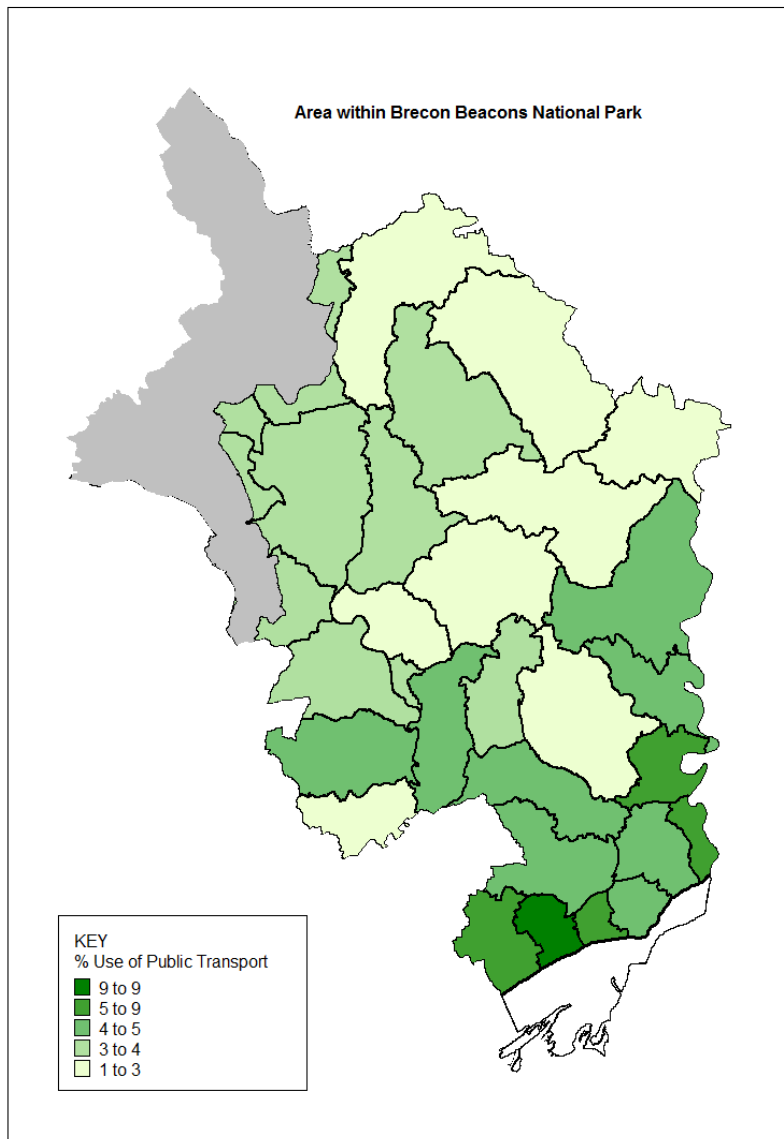 Area within Brecon Beacons National Park
KEY
% Use of Public Transport
9 to 9
5 to 9
4 to 5
3 to 4
1 to 3